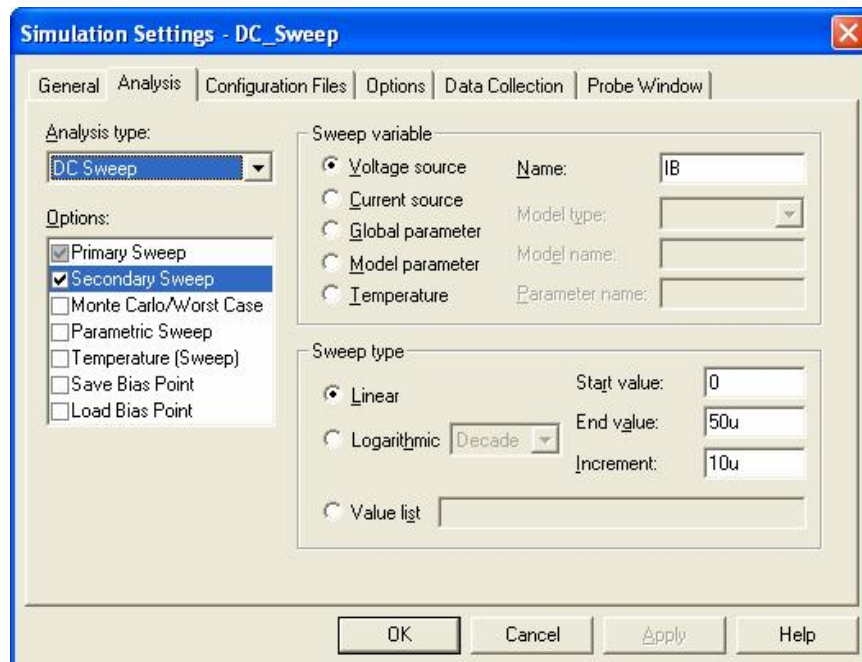 Simulation Settings - DC_Sweep
General Analysis Configuration Files Options Data Collection Probe Window
Analysis type:
DC Sweep
Options:
Primary Sweep
Secondary Sweep
Monte Carlo/Worst Case
Parametric Sweep
Temperature (Sweep)
Save Bias Point
Load Bias Point
Sweep variable
Voltage source
Current source
Global parameter
Model parameter
Temperature
Name: IB
Model type:
Model name:
Parameter name:
Sweep type
Linear
Logarithmic Decade
Value list
Start value: 0
End value: 50u
Increment: 10u
OK Cancel Apply Help